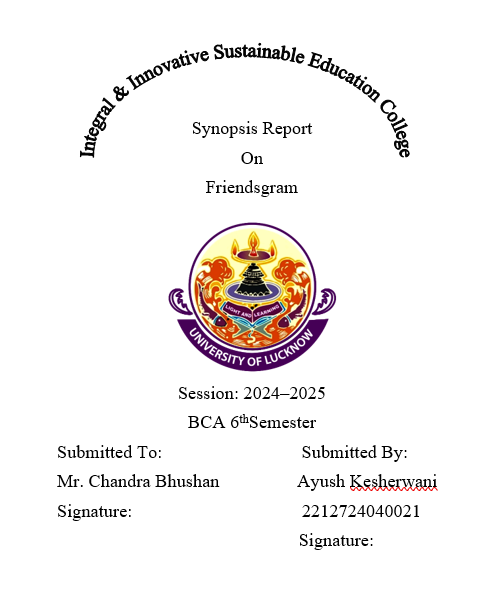 Integral & Innovative Sustainable Education College
Synopsis Report
On
Friendsgram
LIGHT AND LEARNING
UNIVERSITY OF LUCKNOW
Session: 2024–2025
BCA 6thSemester
Submitted To: Submitted By:
Mr. Chandra Bhushan Ayush Kesherwani
Signature: 2212724040021
Signature: